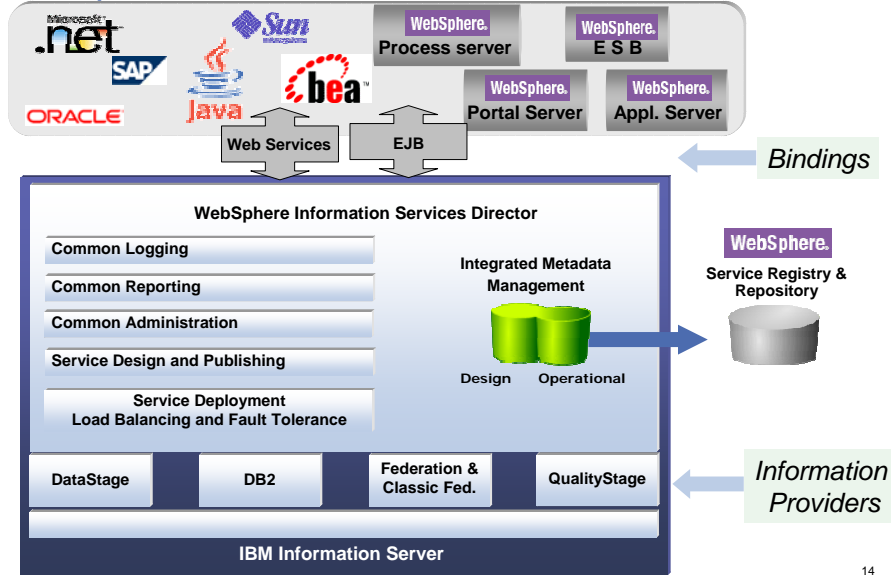 Microsoft
.net
Sun
microsystems
SAP
Java
bea
ORACLE
WebSphere.
Process server
WebSphere.
E S B
WebSphere.
Portal Server
WebSphere.
Appl. Server
Web Services
EJB
Bindings
WebSphere Information Services Director
Common Logging
Common Reporting
Common Administration
Service Design and Publishing
Service Deployment
Load Balancing and Fault Tolerance
Integrated Metadata
Management
Design Operational
WebSphere.
Service Registry &
Repository
DataStage
DB2
Federation &
Classic Fed.
QualityStage
Information
Providers
IBM Information Server
14